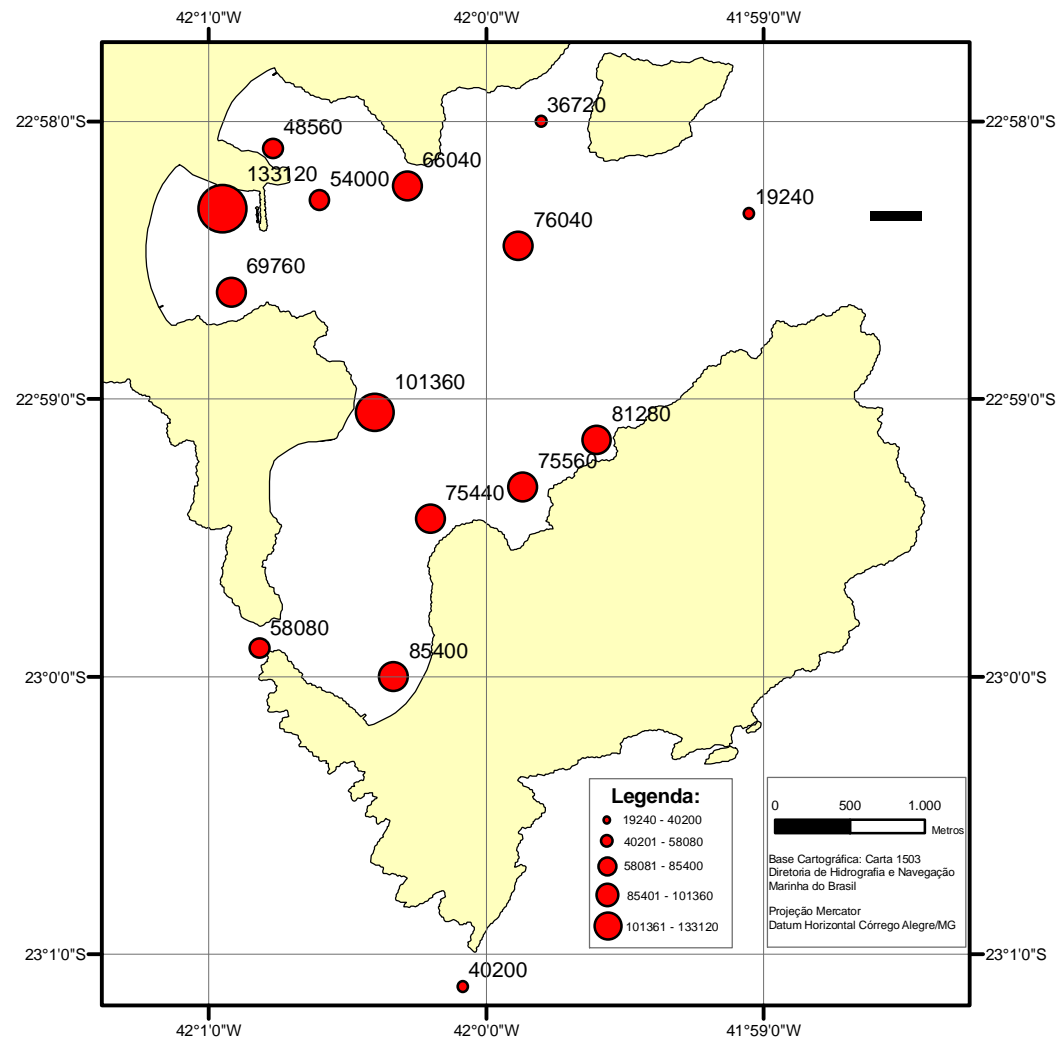 42°1'0"W 42°0'0"W 41°59'0"W
22°58'0"S 22°58'0"S
36720
48560
66040
133120
54000
19240
76040
69760
101360
22°59'0"S 22°59'0"S
81280
75560
75440
58080
85400
23°0'0"S 23°0'0"S
Legenda:
19240 - 40200
40201 - 58080
58081 - 85400
85401 - 101360
101361 - 133120
0 500 1.000
Metros
Base Cartográfica: Carta 1503
Diretoria de Hidrografia e Navegação
Marinha do Brasil
Projeção Mercator
Datum Horizontal Córrego Alegre/MG
23°1'0"S 23°1'0"S
40200
42°1'0"W 42°0'0"W 41°59'0"W